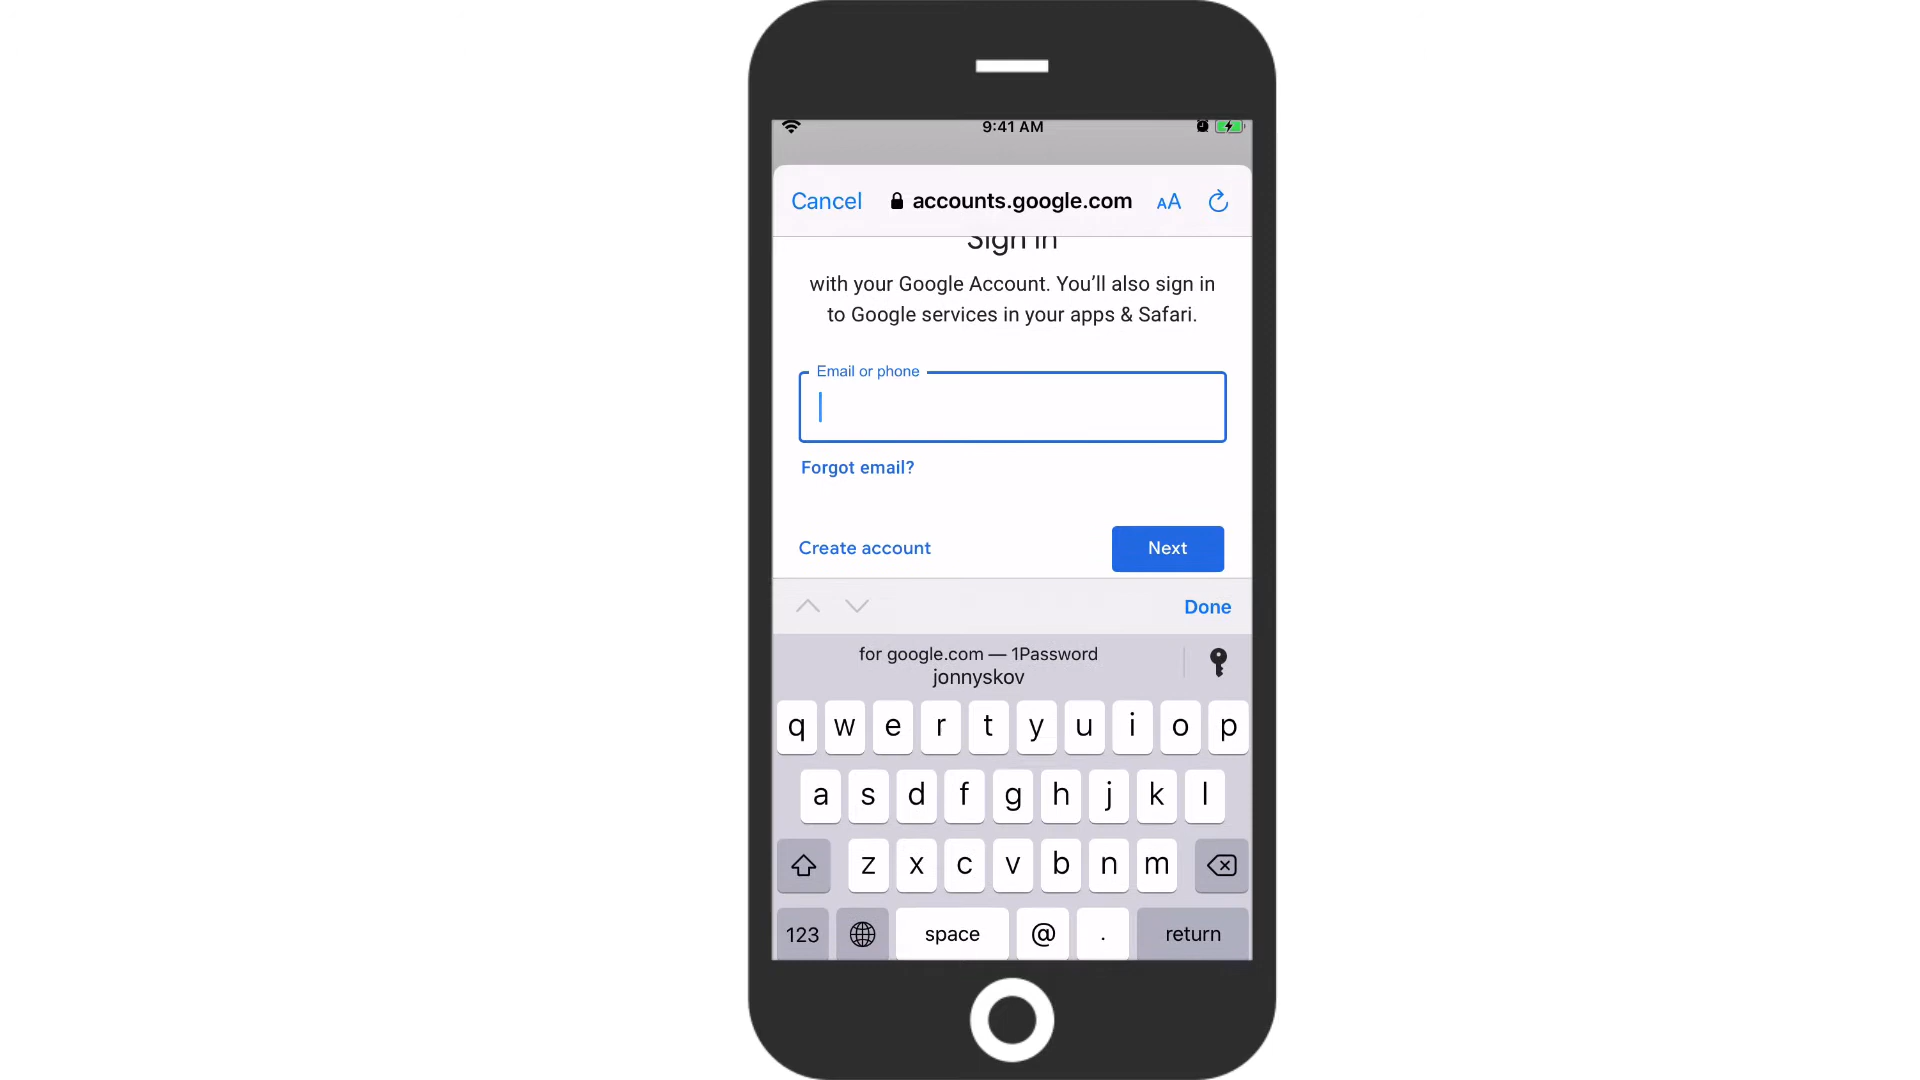 9:41 AM
Cancel accounts.google.com AA
Sign in
with your Google Account. You’ll also sign in
to Google services in your apps & Safari.
Email or phone
Forgot email?
Create account Next
Done
for google.com — 1Password
jonnyskov
q w e r t y u i o p
a s d f g h j k l
z x c v b n m
123 space @ . return